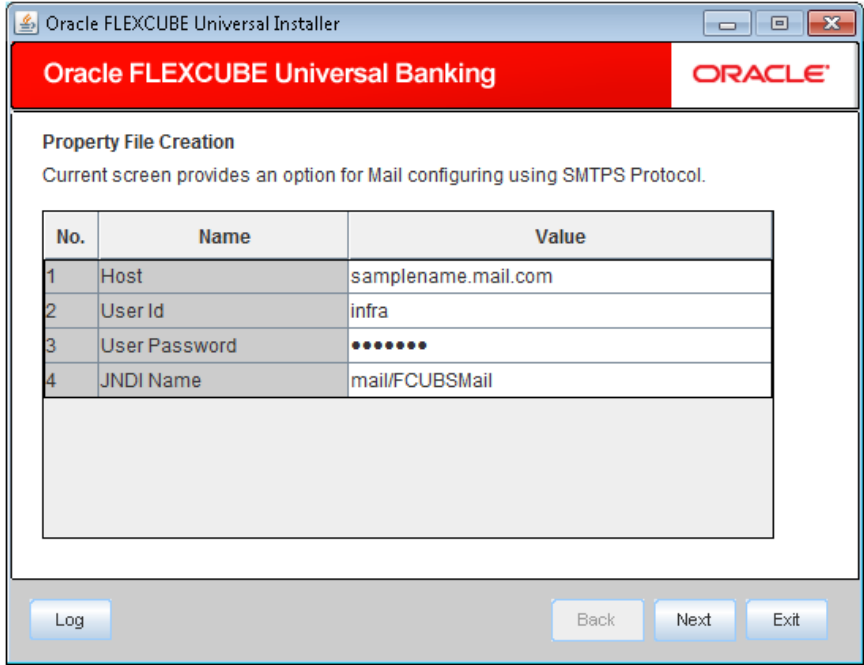 Oracle FLEXCUBE Universal Installer
Oracle FLEXCUBE Universal Banking
ORACLE®
Property File Creation
Current screen provides an option for Mail configuring using SMTPS Protocol.
No. Name Value
1 Host samplename.mail.com
2 User Id infra
3 User Password •••••••
4 JNDI Name mail/FCUBSMail
Log Back Next Exit